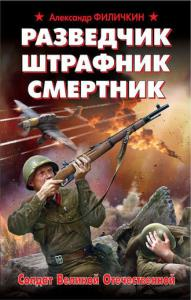 Александр ФИЛИЧКИН
РАЗВЕДЧИК
ШТРАФНИК
СМЕРТНИК
Солдат Великой Отечественной